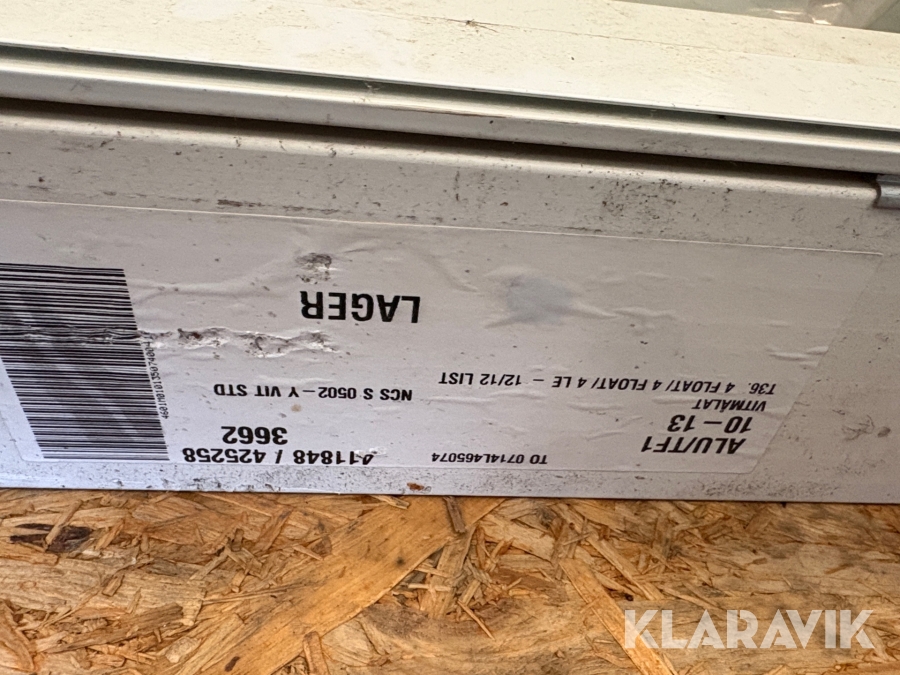 ALU/TF1
10-13
VITMALAT
T36. 4 FLOAT/ 4 FLOAT/ 4 LE - 12/12 LIST
TO 0714L465074
411848 / 425258
3662
NCS S 0502-Y VIT STD
LAGER
KLARAVIK